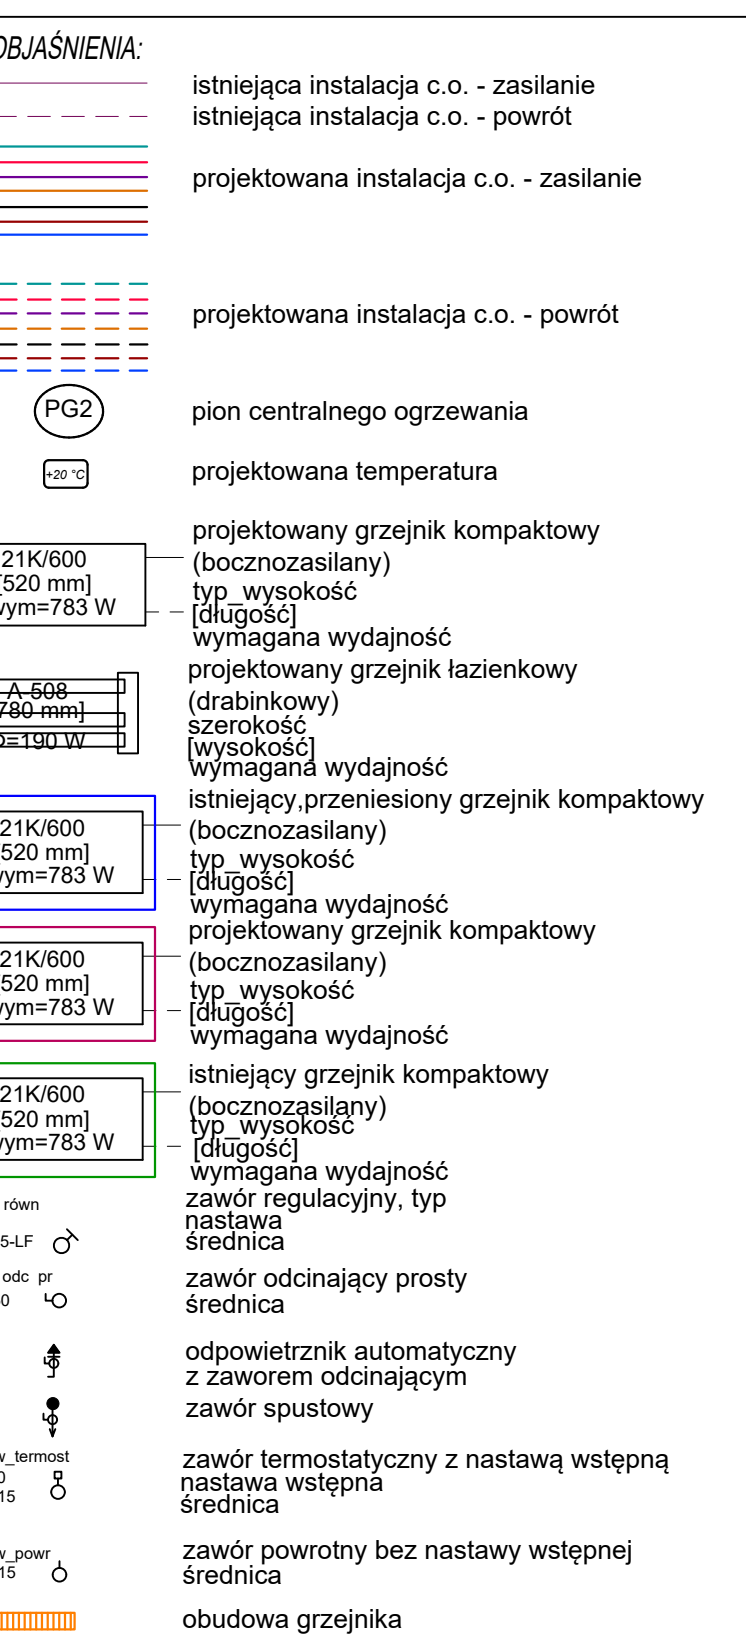 OBJAŚNIENIA:
istniejąca instalacja c.o. - zasilanie
istniejąca instalacja c.o. - powrót
projektowana instalacja c.o. - zasilanie
projektowana instalacja c.o. - powrót
PG2
pion centralnego ogrzewania
+20 °C
projektowana temperatura
21K/600
[520 mm]
wym=783 W
projektowany grzejnik kompaktowy
(bocznozasilany)
typ_wysokość
[długość]
wymagana wydajność
A-508
780 mm]
=190 W
projektowany grzejnik łazienkowy
(drabinkowy)
szerokość
[wysokość]
wymagana wydajność
21K/600
[520 mm]
wym=783 W
istniejący,przeniesiony grzejnik kompaktowy
(bocznozasilany)
typ_wysokość
[długość]
wymagana wydajność
21K/600
[520 mm]
wym=783 W
projektowany grzejnik kompaktowy
(bocznozasilany)
typ_wysokość
[długość]
wymagana wydajność
21K/600
[520 mm]
wym=783 W
istniejący grzejnik kompaktowy
(bocznozasilany)
typ_wysokość
[długość]
wymagana wydajność
równ
5-LF
zawór regulacyjny, typ
nastawa
średnica
odc pr
0
zawór odcinający prosty
średnica
odpowietrznik automatyczny
z zaworem odcinającym
zawór spustowy
w_termost
0
15
zawór termostatyczny z nastawą wstępną
nastawa wstępna
średnica
w_powr
15
zawór powrotny bez nastawy wstępnej
średnica
obudowa grzejnika